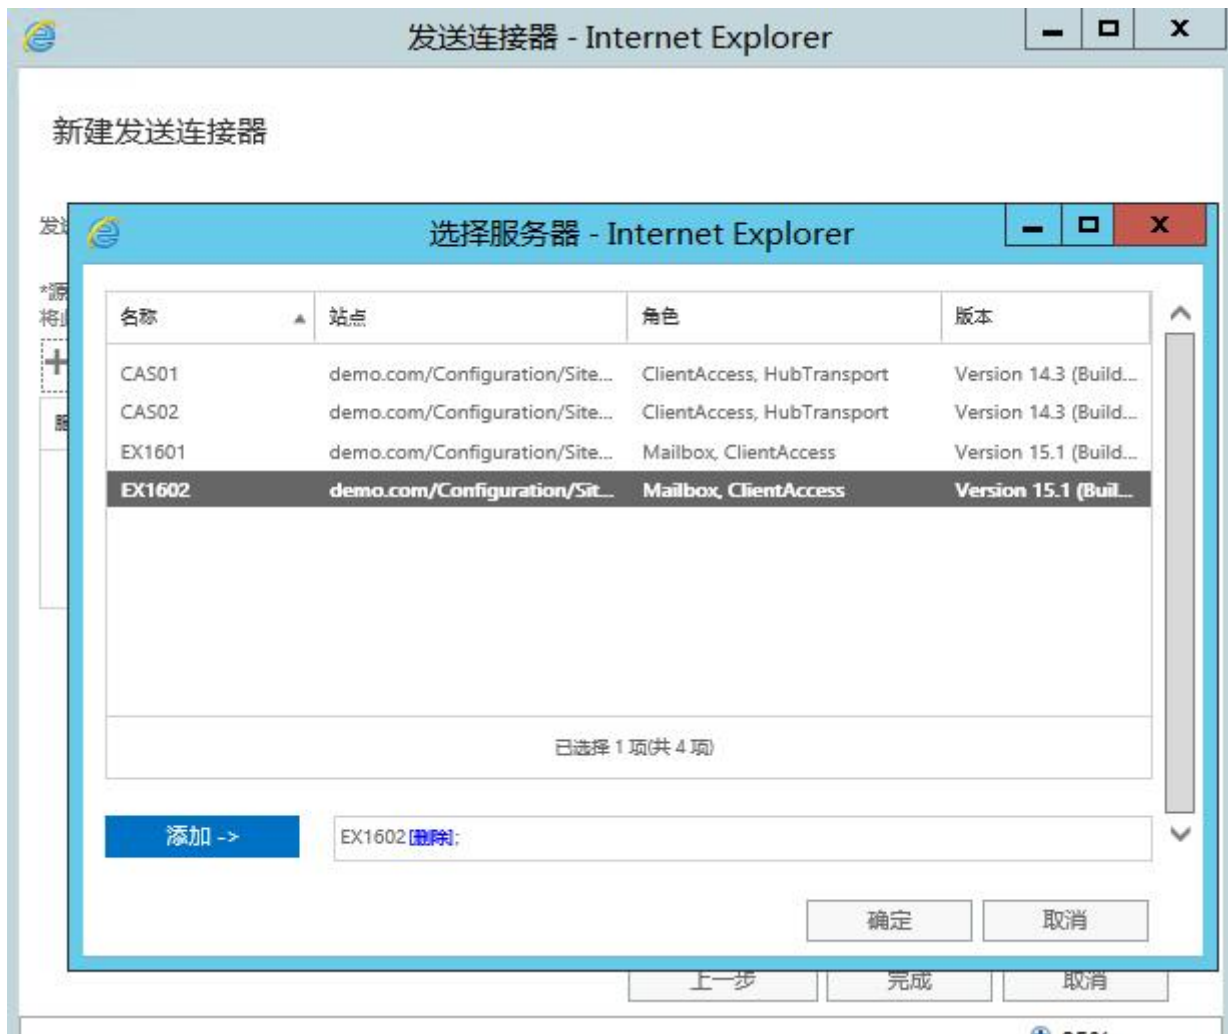 发送连接器 - Internet Explorer
新建发送连接器
选择服务器 - Internet Explorer
名称 站点 角色 版本
CAS01 demo.com/Configuration/Site... ClientAccess, HubTransport Version 14.3 (Build...
CAS02 demo.com/Configuration/Site... ClientAccess, HubTransport Version 14.3 (Build...
EX1601 demo.com/Configuration/Site... Mailbox, ClientAccess Version 15.1 (Build...
EX1602 demo.com/Configuration/Sit... Mailbox, ClientAccess Version 15.1 (Buil...
已选择 1 项(共 4 项)
添加 -> EX1602[删除];
确定 取消
上一步 完成 取消